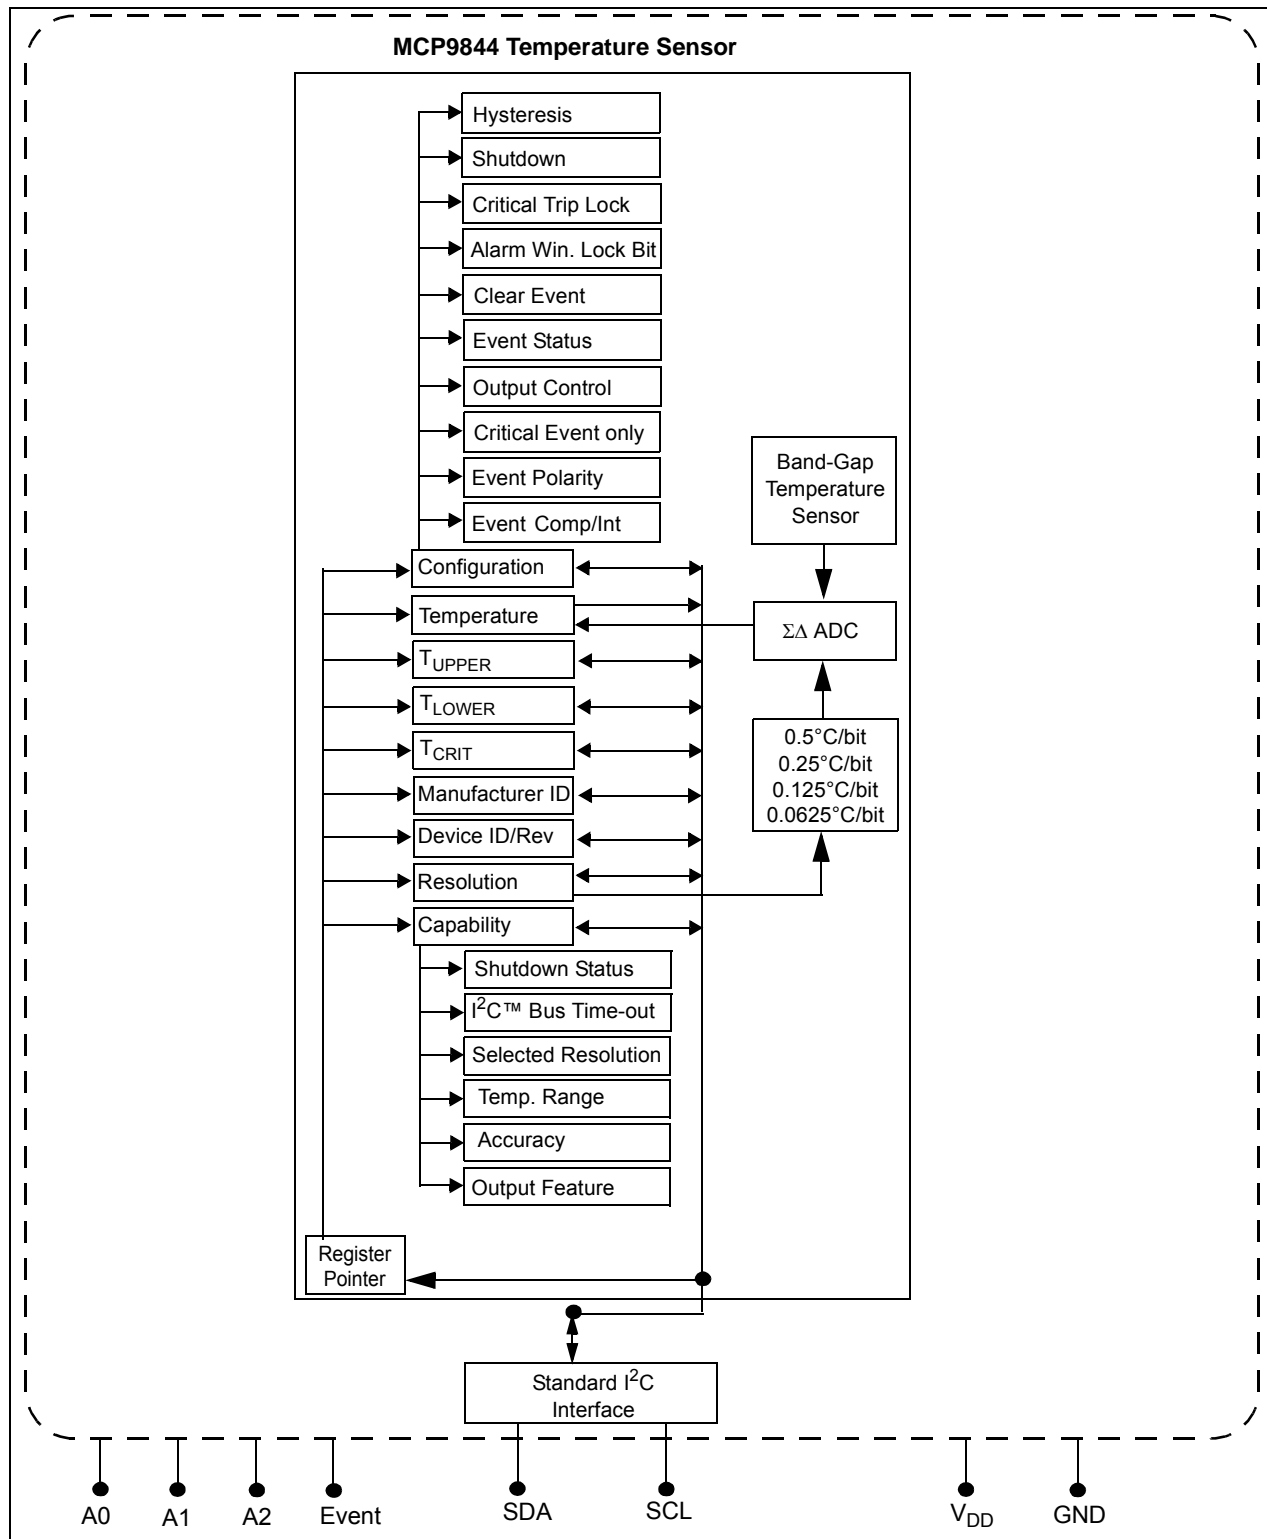 MCP9844 Temperature Sensor
Hysteresis
Shutdown
Critical Trip Lock
Alarm Win. Lock Bit
Clear Event
Event Status
Output Control
Critical Event only
Event Polarity
Event Comp/Int
Band-Gap
Temperature
Sensor
Configuration
Temperature
ΣΔ ADC
TUPPER
TLOWER
TCRIT
Manufacturer ID
Device ID/Rev
Resolution
Capability
0.5°C/bit
0.25°C/bit
0.125°C/bit
0.0625°C/bit
Shutdown Status
I²C™ Bus Time-out
Selected Resolution
Temp. Range
Accuracy
Output Feature
Register
Pointer
Standard I²C
Interface
A0 A1 A2 Event SDA SCL VDD GND